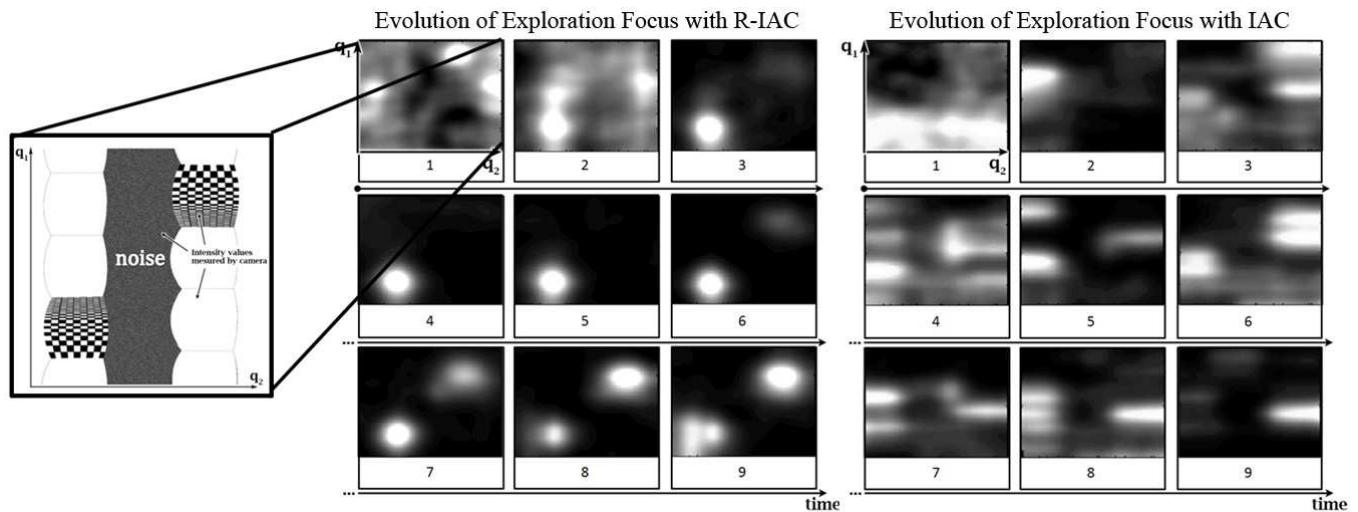 Evolution of Exploration Focus with R-IAC
q1
1
q2
2
3
4
5
6
...
7
8
9
...
time
Evolution of Exploration Focus with IAC
q1
1
q2
2
3
4
5
6
...
7
8
9
...
time
q1
noise
Intensity values
mesured by camera
q2